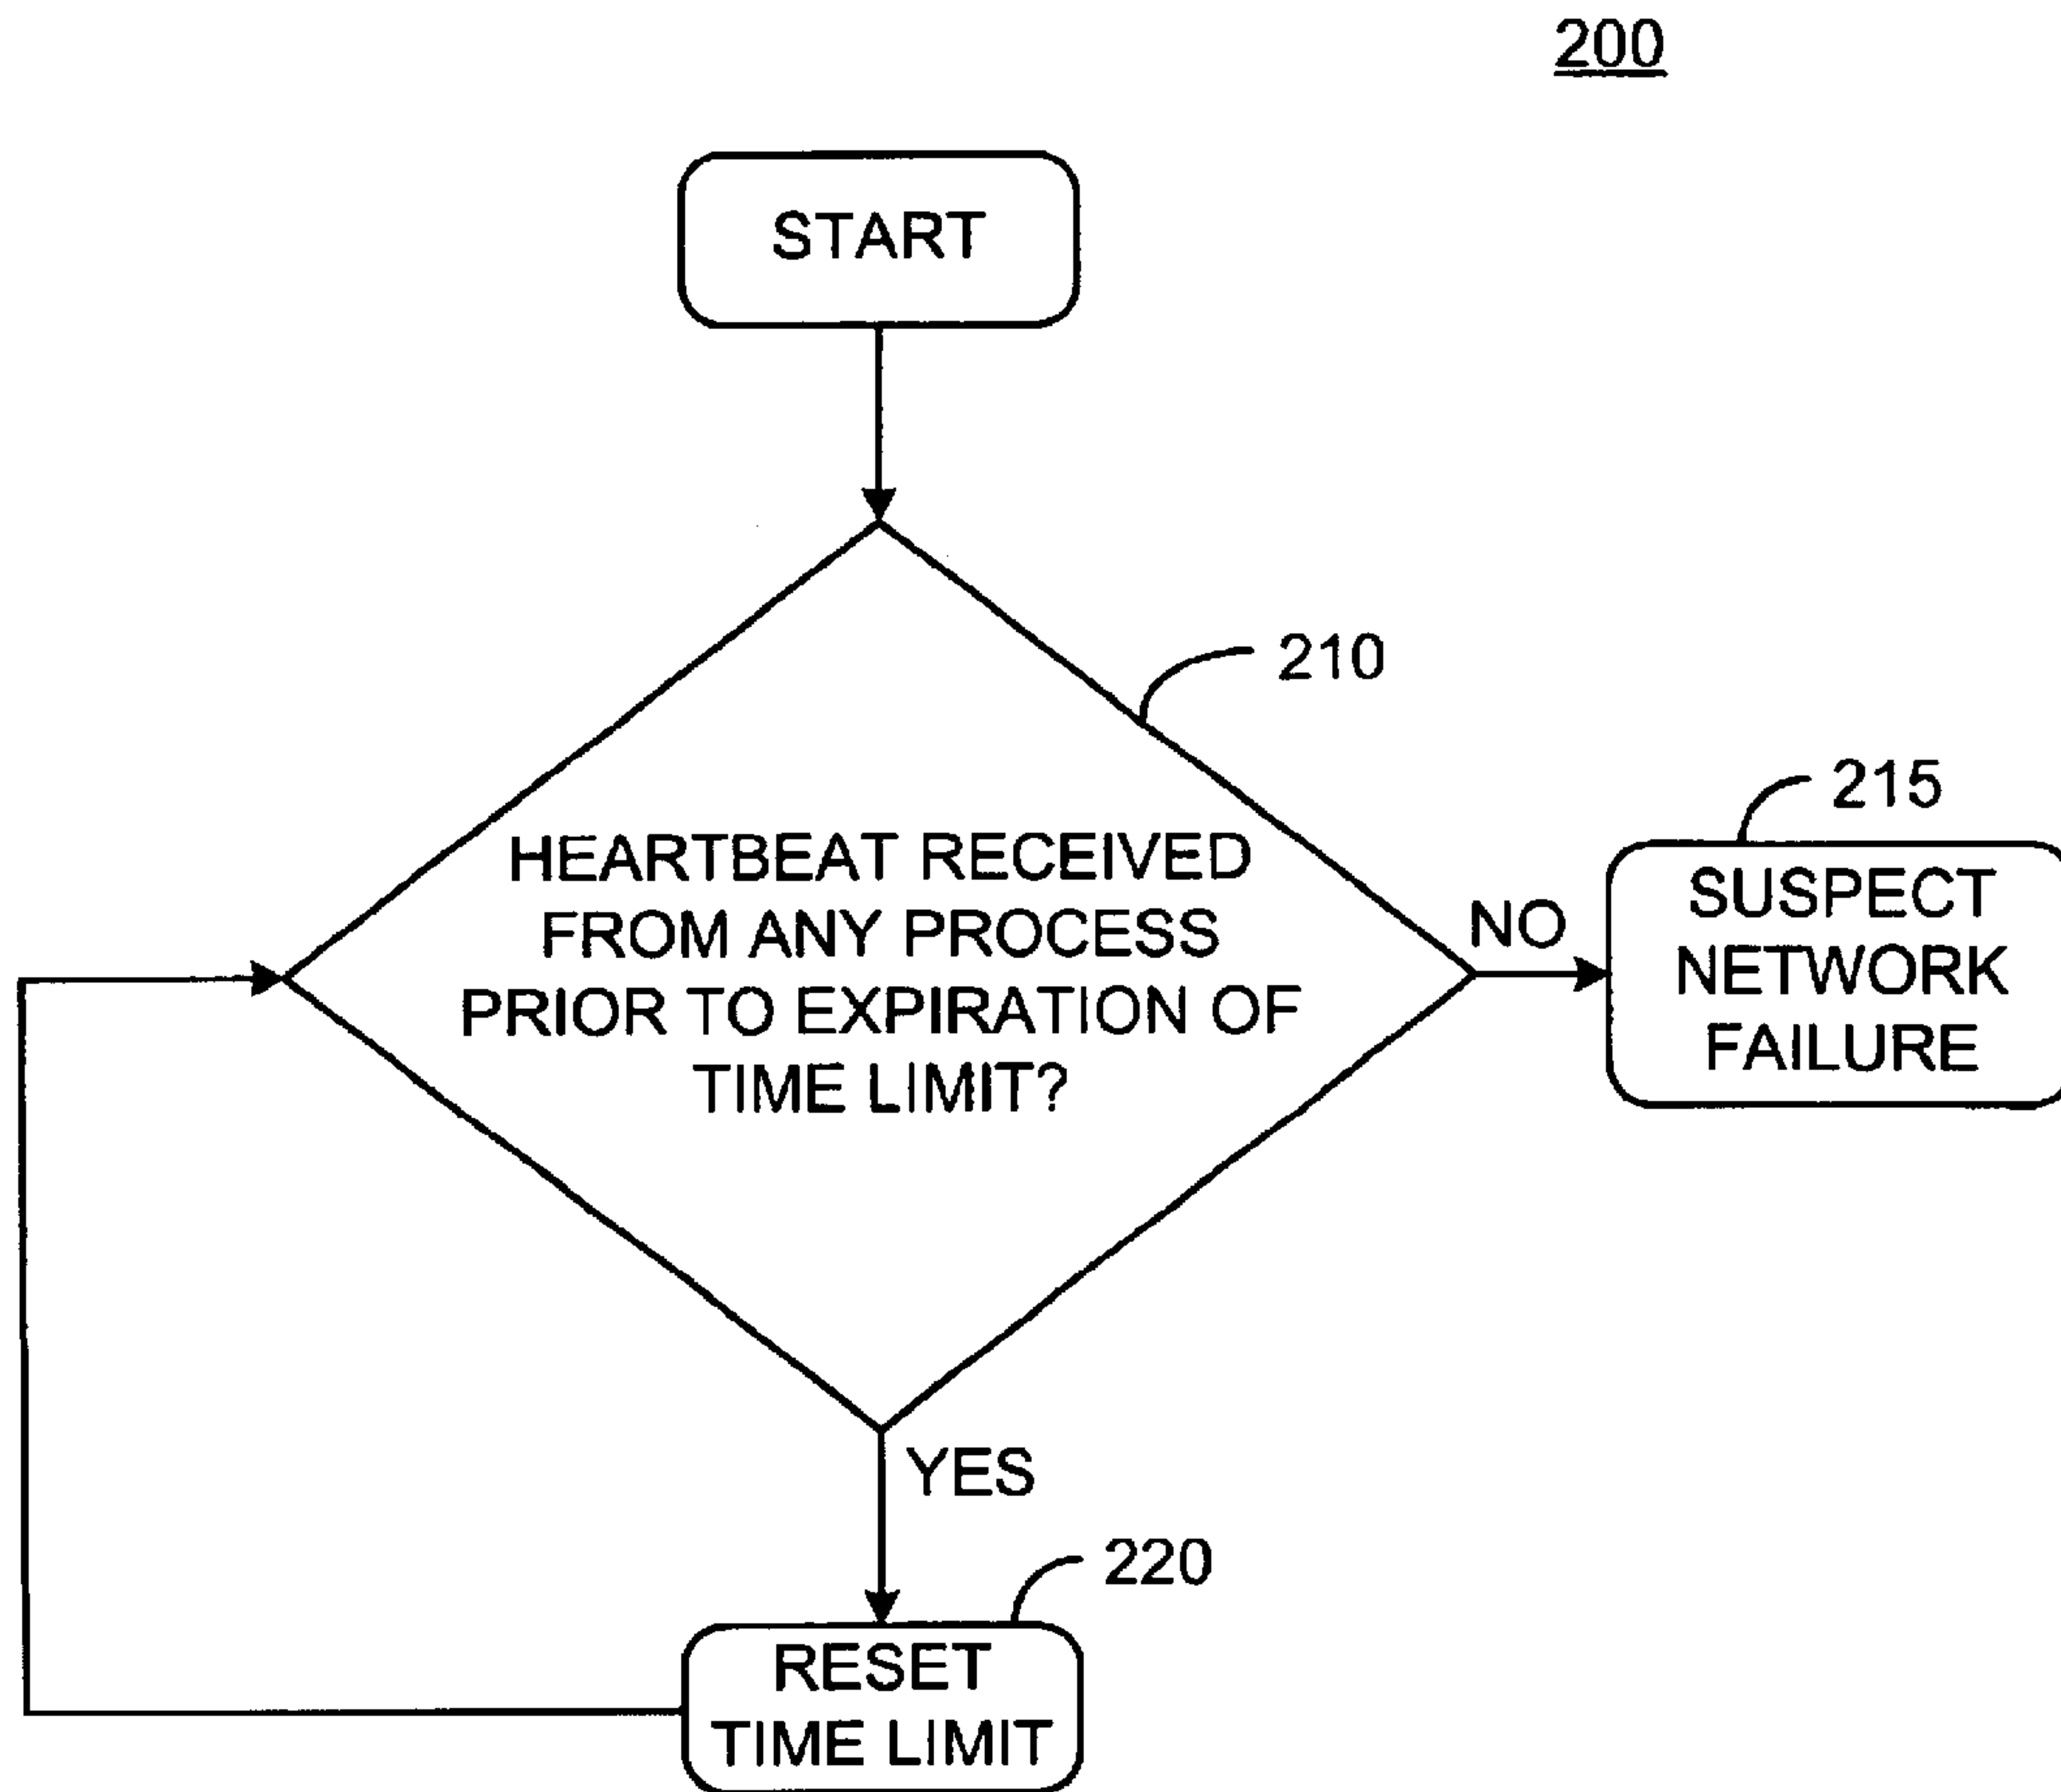 200
START
210
HEARTBEAT RECEIVED
FROM ANY PROCESS
PRIOR TO EXPIRATION OF
TIME LIMIT?
NO
215
SUSPECT
NETWORK
FAILURE
YES
220
RESET
TIME LIMIT